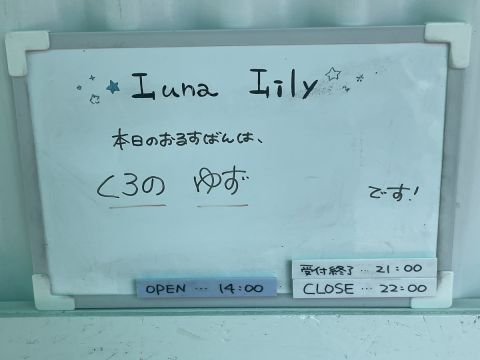 Luna Lily
本日のおるすばんは、
くろの ゆず です!
受付終了… 21:00
OPEN … 14:00 CLOSE … 22:00